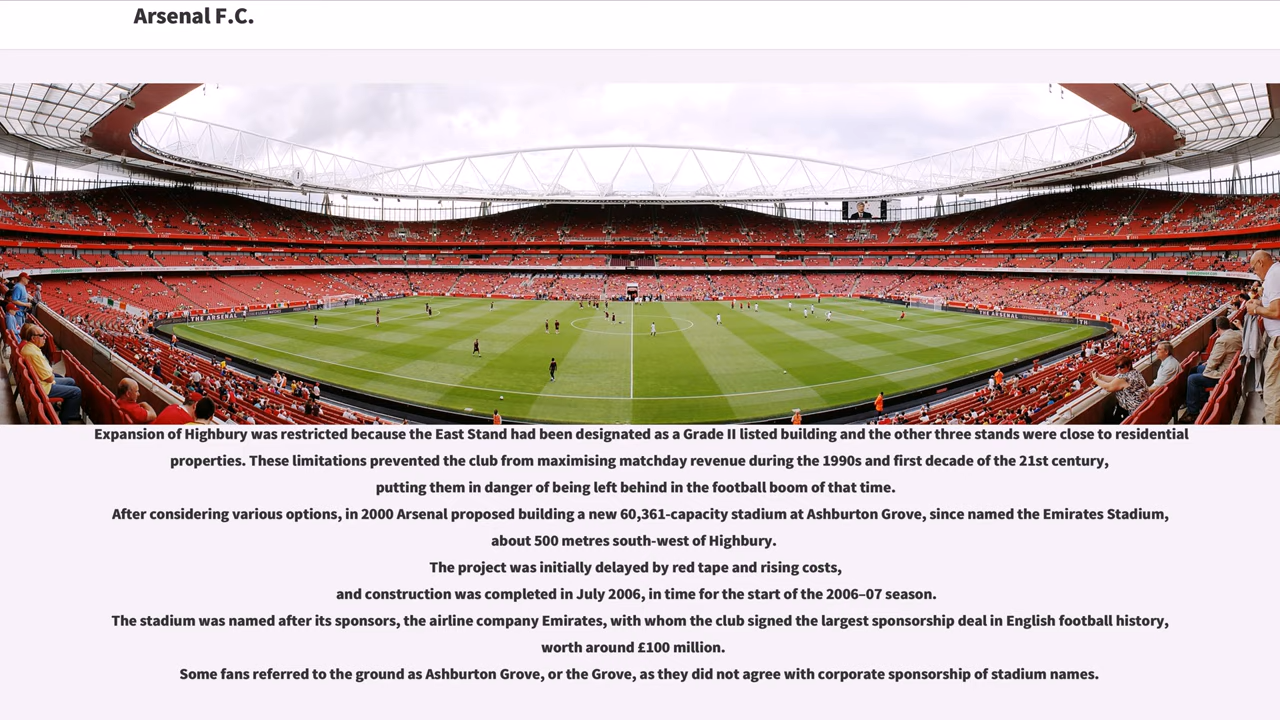 Arsenal F.C.
THE ARSENAL
THE ARSENAL
Expansion of Highbury was restricted because the East Stand had been designated as a Grade II listed building and the other three stands were close to residential
properties. These limitations prevented the club from maximising matchday revenue during the 1990s and first decade of the 21st century,
putting them in danger of being left behind in the football boom of that time.
After considering various options, in 2000 Arsenal proposed building a new 60,361-capacity stadium at Ashburton Grove, since named the Emirates Stadium,
about 500 metres south-west of Highbury.
The project was initially delayed by red tape and rising costs,
and construction was completed in July 2006, in time for the start of the 2006–07 season.
The stadium was named after its sponsors, the airline company Emirates, with whom the club signed the largest sponsorship deal in English football history,
worth around £100 million.
Some fans referred to the ground as Ashburton Grove, or the Grove, as they did not agree with corporate sponsorship of stadium names.